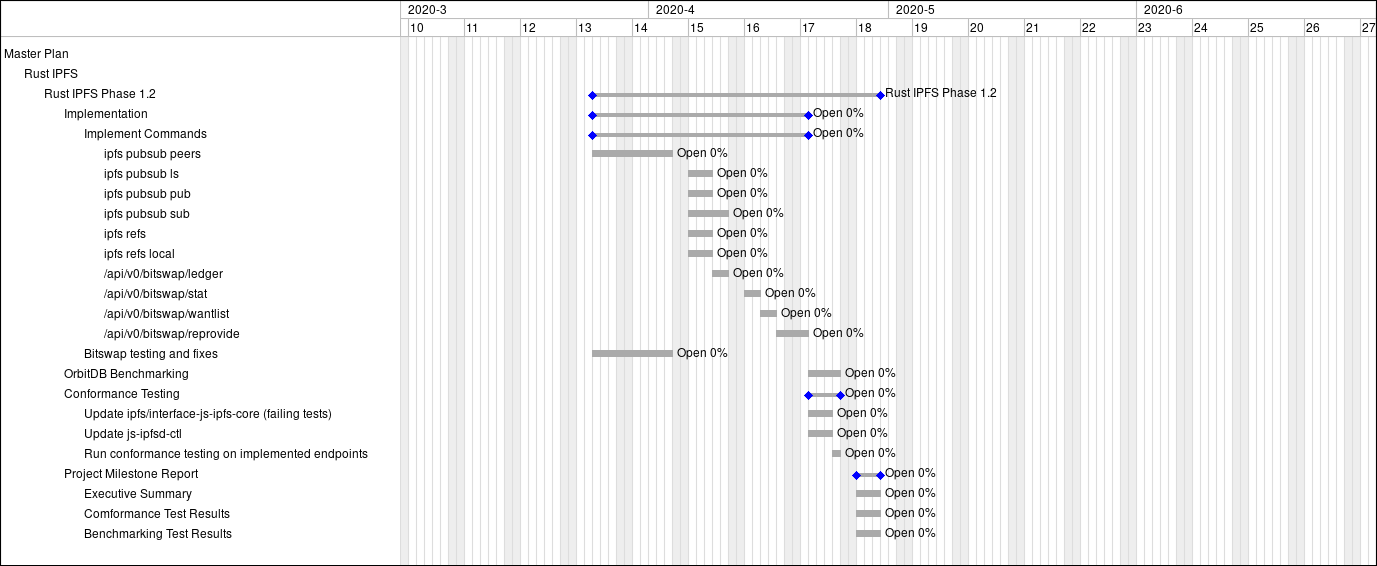 2020-3 2020-4 2020-5 2020-6
10 11 12 13 14 15 16 17 18 19 20 21 22 23 24 25 26 27
Master Plan
Rust IPFS
Rust IPFS Phase 1.2 Rust IPFS Phase 1.2
Implementation Open 0%
Implement Commands Open 0%
ipfs pubsub peers Open 0%
ipfs pubsub ls Open 0%
ipfs pubsub pub Open 0%
ipfs pubsub sub Open 0%
ipfs refs Open 0%
ipfs refs local Open 0%
/api/v0/bitswap/ledger Open 0%
/api/v0/bitswap/stat Open 0%
/api/v0/bitswap/wantlist Open 0%
/api/v0/bitswap/reprovide Open 0%
Bitswap testing and fixes Open 0%
OrbitDB Benchmarking Open 0%
Conformance Testing Open 0%
Update ipfs/interface-js-ipfs-core (failing tests) Open 0%
Update js-ipfsd-ctl Open 0%
Run conformance testing on implemented endpoints Open 0%
Project Milestone Report Open 0%
Executive Summary Open 0%
Comformance Test Results Open 0%
Benchmarking Test Results Open 0%